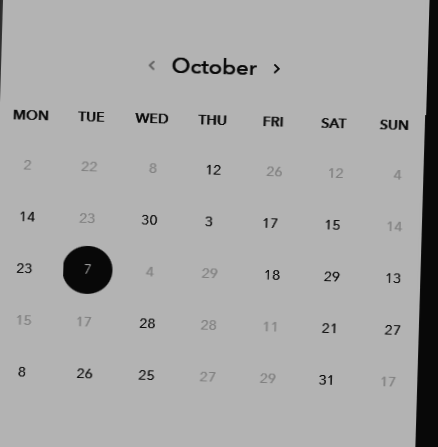 ‹ October ›
MON TUE WED THU FRI SAT SUN
2 22 8 12 26 12 4
14 23 30 3 17 15 14
23 7 4 29 18 29 13
15 17 28 28 11 21 27
8 26 25 27 29 31 17